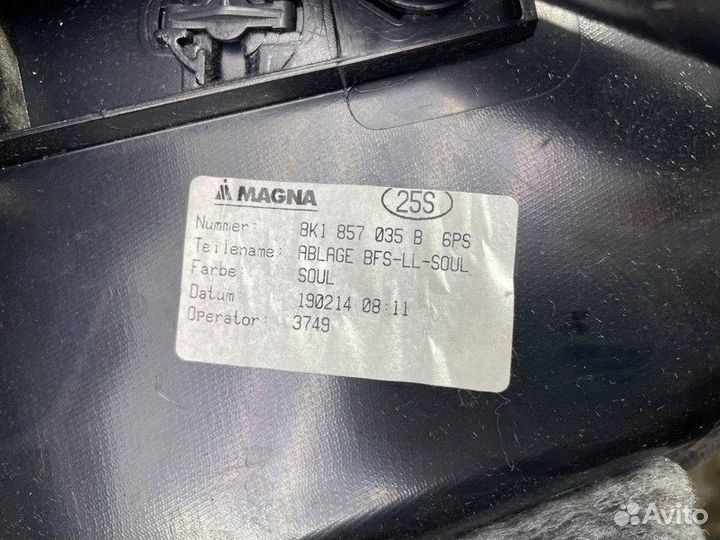 MAGNA 25S
Nummer: 8K1 857 035 B 6PS
Teilename: ABLAGE BFS-LL-SOUL
Farbe: SOUL
Datum: 190214 08:11
Operator: 3749
Avito